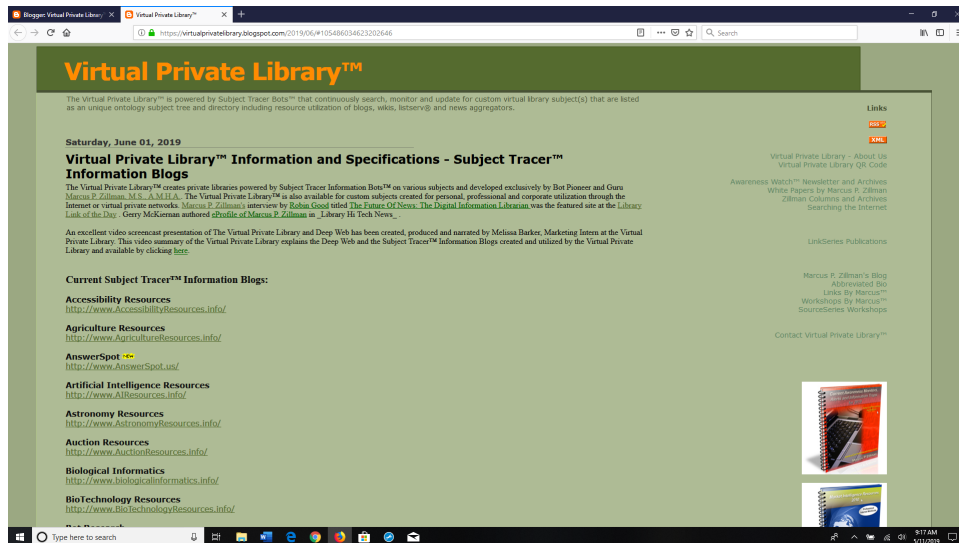 Blogger: Virtual Private Library
Virtual Private Library™
https://virtualprivatelibrary.blogspot.com/2019/06/#105486034623202646
Search
Virtual Private Library™
The Virtual Private Library™ is powered by Subject Tracer Bots™ that continuously search, monitor and update for custom virtual library subject(s) that are listed
as an unique ontology subject tree and directory including resource utilization of blogs, wikis, listserv® and news aggregators.
Saturday, June 01, 2019
Virtual Private Library™ Information and Specifications - Subject Tracer™
Information Blogs
The Virtual Private Library™ creates private libraries powered by Subject Tracer Information Bots™ on various subjects and developed exclusively by Bot Pioneer and Guru
Marcus P. Zillman, M.S., A.M.H.A. The Virtual Private Library™ is also available for custom subjects created for personal, professional and corporate utilization through the
Internet or virtual private networks. Marcus P. Zillman's interview by Robin Good titled The Future Of News: The Digital Information Librarian was the featured site at the Library
Link of the Day . Gerry McKiernan authored eProfile of Marcus P. Zillman in _Library Hi Tech News_ .
An excellent video screencast presentation of The Virtual Private Library and Deep Web has been created, produced and narrated by Melissa Barker, Marketing Intern at the Virtual
Private Library. This video summary of the Virtual Private Library explains the Deep Web and the Subject Tracer™ Information Blogs created and utilized by the Virtual Private
Library and available by clicking here.
Current Subject Tracer™ Information Blogs:
Accessibility Resources
http://www.AccessibilityResources.info/
Agriculture Resources
http://www.AgricultureResources.info/
AnswerSpot NEW
http://www.AnswerSpot.us/
Artificial Intelligence Resources
http://www.AIResources.info/
Astronomy Resources
http://www.AstronomyResources.info/
Auction Resources
http://www.AuctionResources.info/
Biological Informatics
http://www.biologicalinformatics.info/
BioTechnology Resources
http://www.BioTechnologyResources.info/
Bot Research
Links
RSS
XML
Virtual Private Library - About Us
Virtual Private Library QR Code
Awareness Watch™ Newsletter and Archives
White Papers by Marcus P. Zillman
Zillman Columns and Archives
Searching the Internet
LinkSeries Publications
Marcus P. Zillman's Blog
Abbreviated Bio
Links By Marcus™
Workshops By Marcus™
SourceSeries Workshops
Contact Virtual Private Library™
Type here to search
9:17 AM
5/11/2019